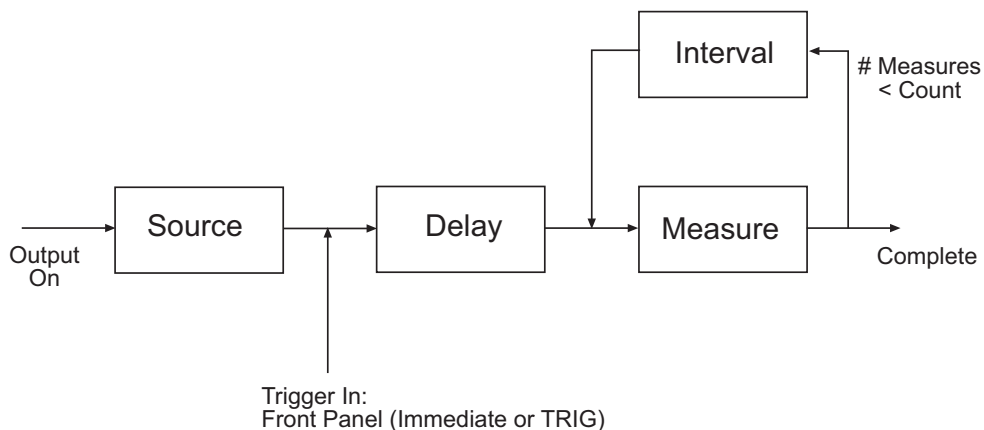 Interval
# Measures
< Count
Source
Delay
Measure
Output
On
Complete
Trigger In:
Front Panel (Immediate or TRIG)